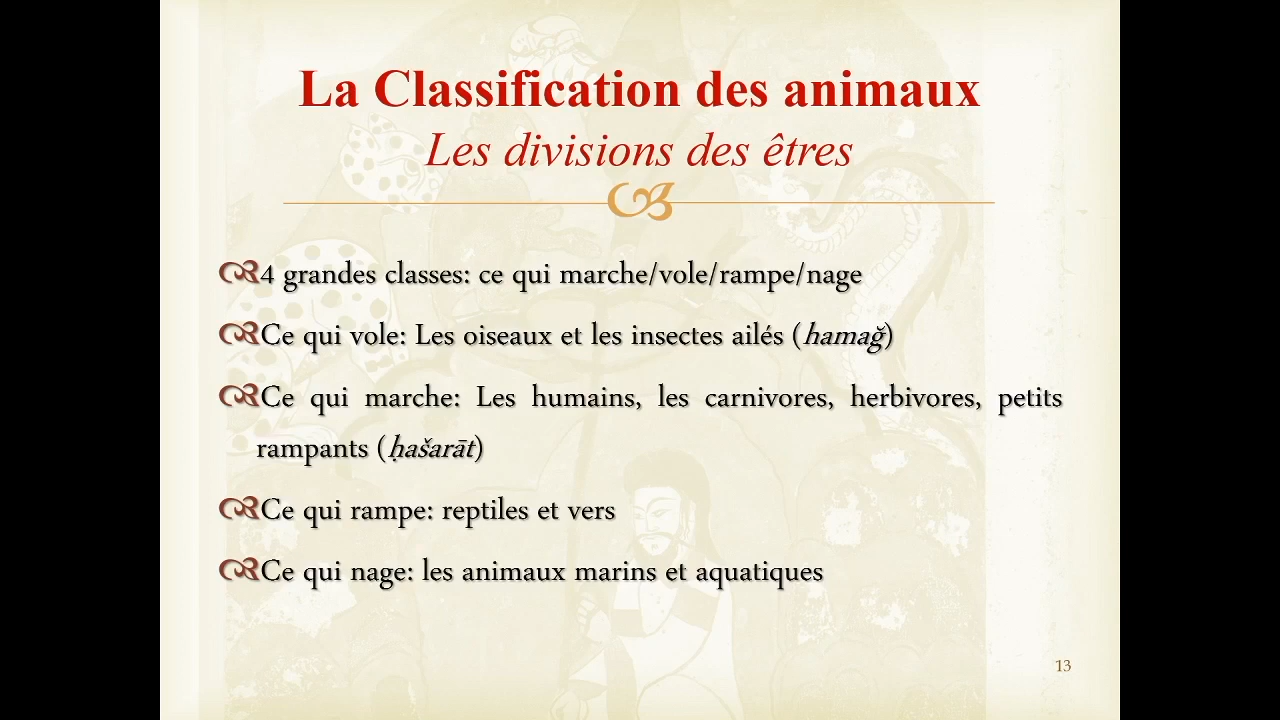 La Classification des animaux
Les divisions des êtres
4 grandes classes: ce qui marche/vole/rampe/nage
Ce qui vole: Les oiseaux et les insectes ailés (hamağ)
Ce qui marche: Les humains, les carnivores, herbivores, petits
rampants (ḥašarāt)
Ce qui rampe: reptiles et vers
Ce qui nage: les animaux marins et aquatiques
13